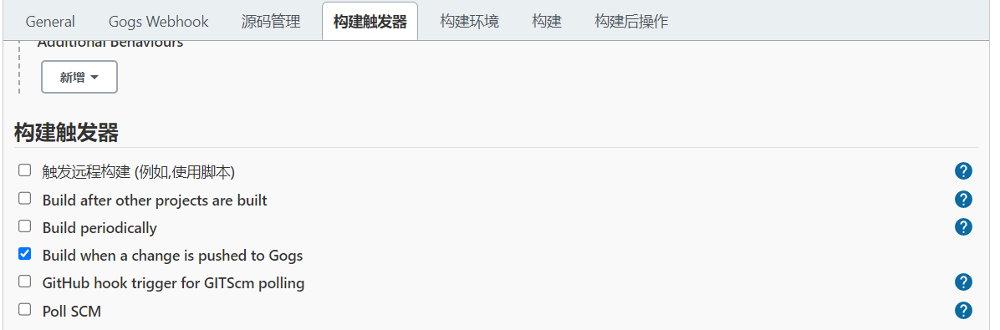 General Gogs Webhook 源码管理 构建触发器 构建环境 构建 构建后操作
Additional Behaviours
新增
构建触发器
触发远程构建 (例如,使用脚本)
Build after other projects are built
Build periodically
Build when a change is pushed to Gogs
GitHub hook trigger for GITScm polling
Poll SCM